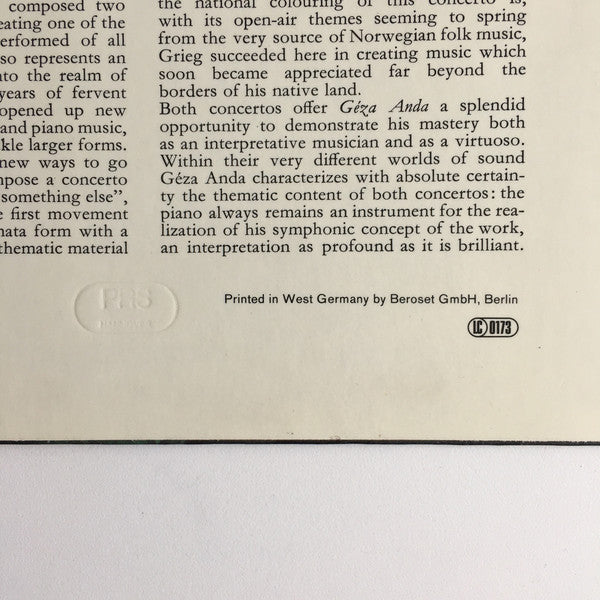 composed two
eating one of the
erformed of all
so represents an
nto the realm of
years of fervent
opened up new
and piano music,
kle larger forms.
new ways to go
pose a concerto
something else",
e first movement
nata form with a
thematic material
the national colouring of this concerto is,
with its open-air themes seeming to spring
from the very source of Norwegian folk music,
Grieg succeeded here in creating music which
soon became appreciated far beyond the
borders of his native land.
Both concertos offer Géza Anda a splendid
opportunity to demonstrate his mastery both
as an interpretative musician and as a virtuoso.
Within their very different worlds of sound
Géza Anda characterizes with absolute certain-
ty the thematic content of both concertos: the
piano always remains an instrument for the rea-
lization of his symphonic concept of the work,
an interpretation as profound as it is brilliant.
PRS
Printed in West Germany by Beroset GmbH, Berlin
LC 0173